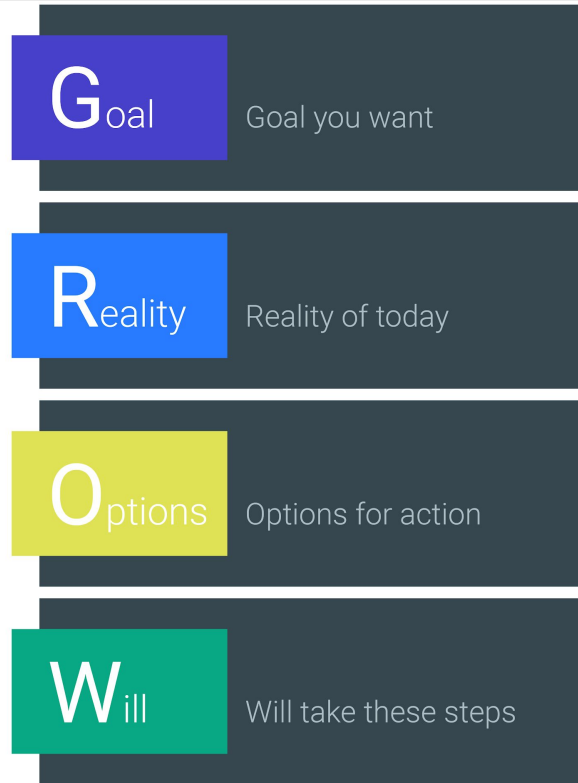 Goal
Goal you want
Reality
Reality of today
Options
Options for action
Will
Will take these steps